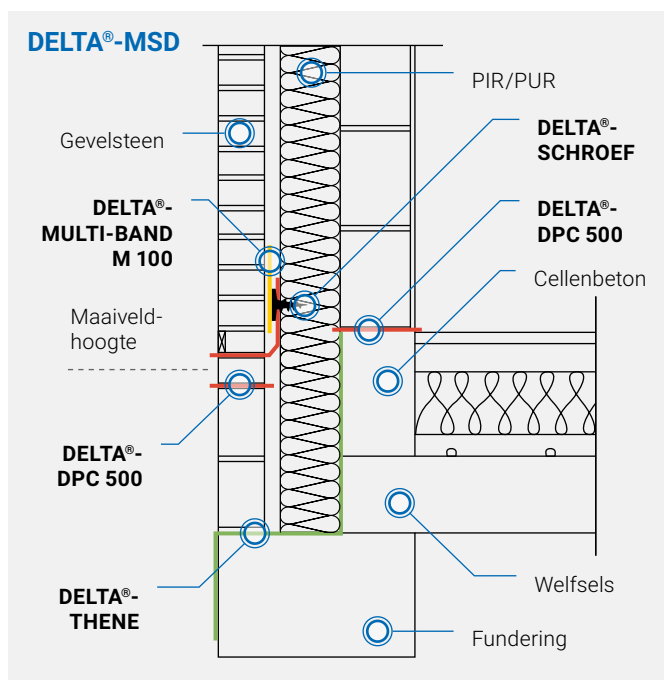 DELTA®-MSD
PIR/PUR
Gevelsteen
DELTA®-
SCHROEF
DELTA®-
MULTI-BAND
M 100
DELTA®-
DPC 500
Cellenbeton
Maaiveld-
hoogte
DELTA®-
DPC 500
DELTA®-
THENE
Welfsels
Fundering